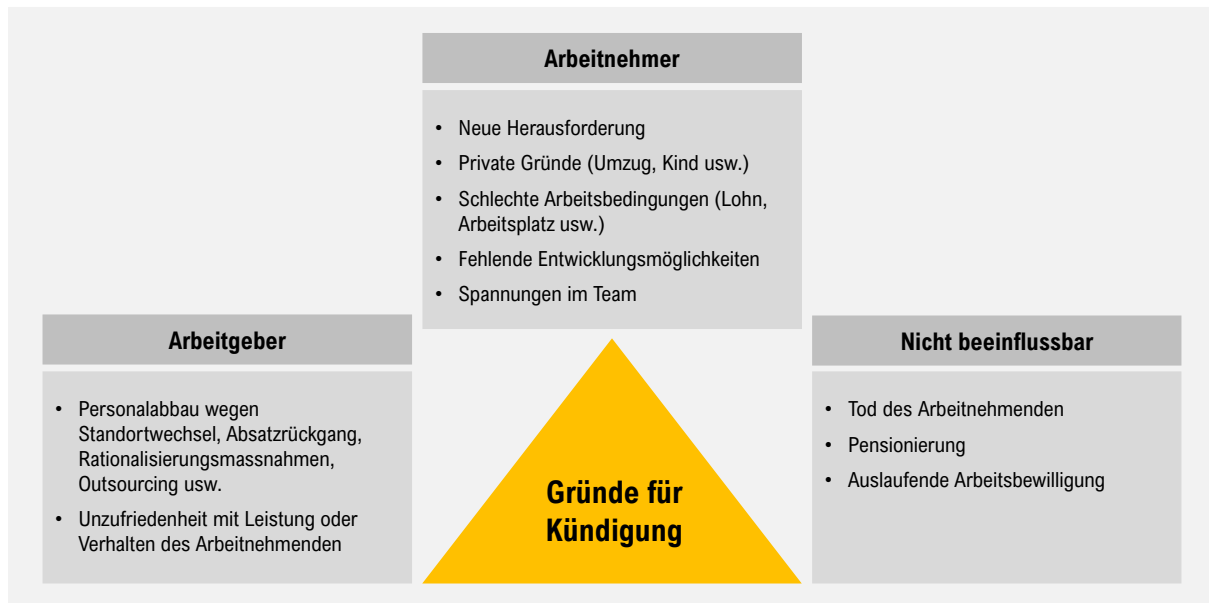 Arbeitnehmer
• Neue Herausforderung
• Private Gründe (Umzug, Kind usw.)
• Schlechte Arbeitsbedingungen (Lohn,
Arbeitsplatz usw.)
• Fehlende Entwicklungsmöglichkeiten
• Spannungen im Team
Arbeitgeber
• Personalabbau wegen
Standortwechsel, Absatzrückgang,
Rationalisierungsmassnahmen,
Outsourcing usw.
• Unzufriedenheit mit Leistung oder
Verhalten des Arbeitnehmenden
Gründe für
Kündigung
Nicht beeinflussbar
• Tod des Arbeitnehmenden
• Pensionierung
• Auslaufende Arbeitsbewilligung